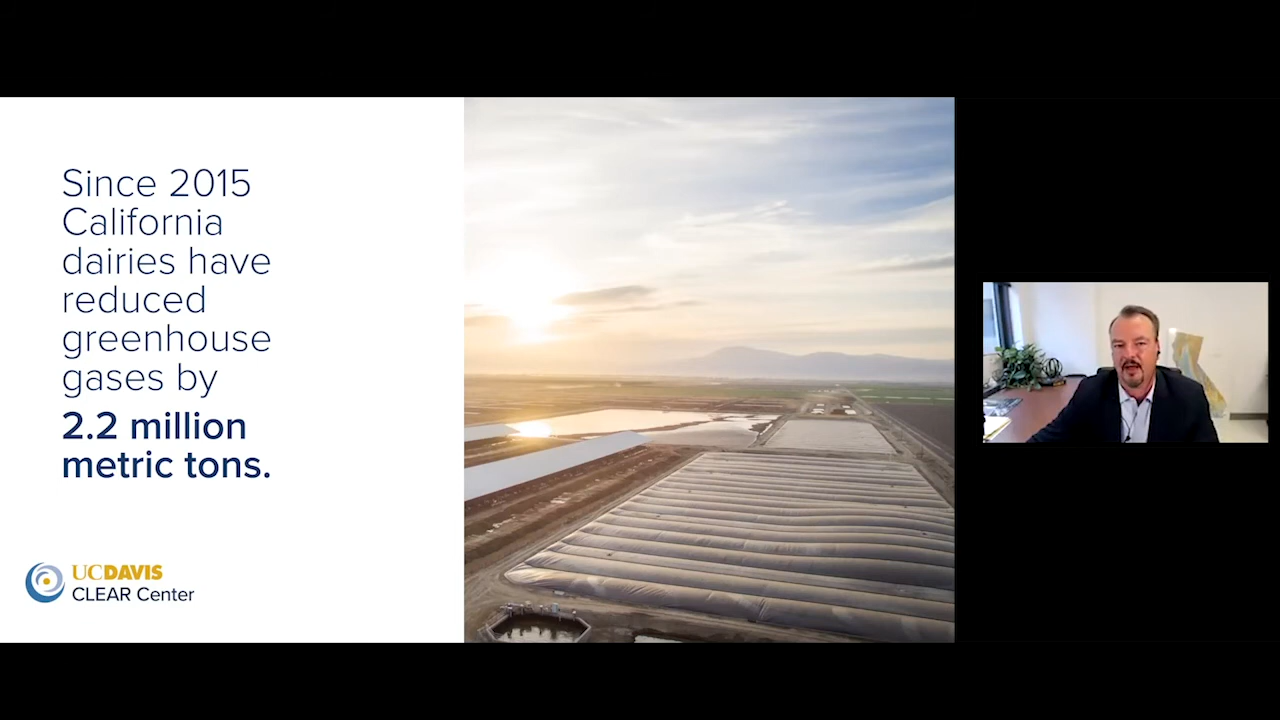 Since 2015
California
dairies have
reduced
greenhouse
gases by
2.2 million
metric tons.
UCDAVIS
CLEAR Center